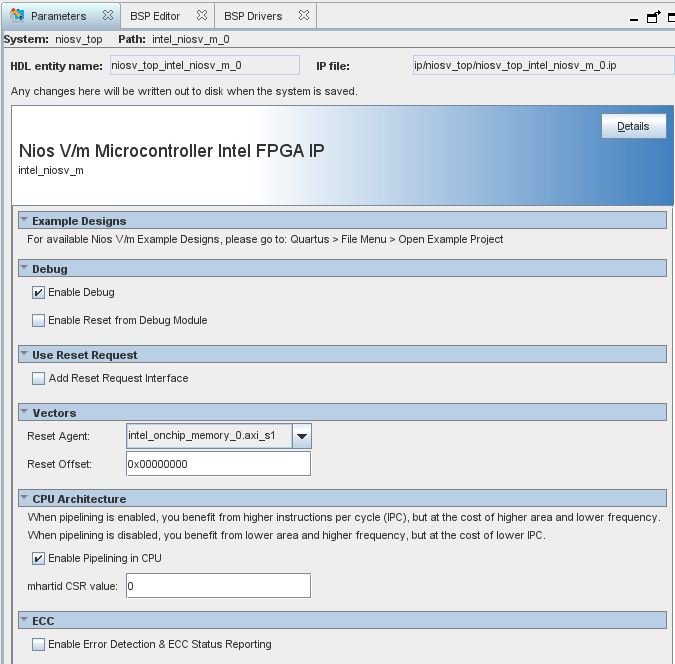 Parameters BSP Editor BSP Drivers
System: niosv_top Path: intel_niosv_m_0
HDL entity name: niosv_top_intel_niosv_m_0 IP file: ip/niosv_top/niosv_top_intel_niosv_m_0.ip
Any changes here will be written out to disk when the system is saved.
Details
Nios V/m Microcontroller Intel FPGA IP
intel_niosv_m
Example Designs
For available Nios V/m Example Designs, please go to: Quartus > File Menu > Open Example Project
Debug
Enable Debug
Enable Reset from Debug Module
Use Reset Request
Add Reset Request Interface
Vectors
Reset Agent: intel_onchip_memory_0.axi_s1
Reset Offset: 0x00000000
CPU Architecture
When pipelining is enabled, you benefit from higher instructions per cycle (IPC), but at the cost of higher area and lower frequency.
When pipelining is disabled, you benefit from lower area and higher frequency, but at the cost of lower IPC.
Enable Pipelining in CPU
mhartid CSR value: 0
ECC
Enable Error Detection & ECC Status Reporting